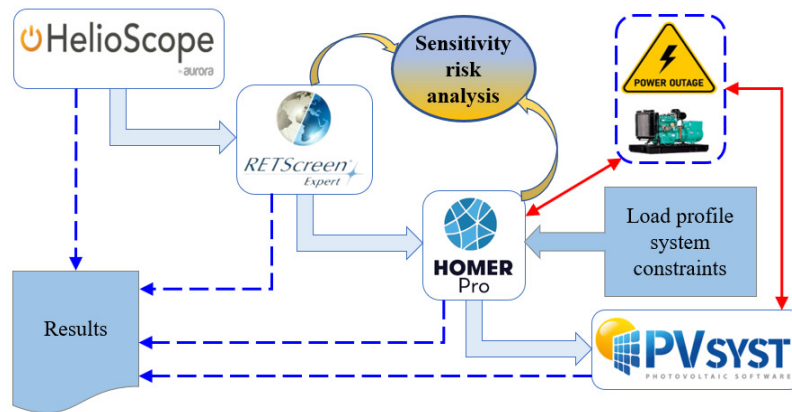 HelioScope
aurora
Sensitivity
risk
analysis
POWER OUTAGE
RETScreen
Expert
HOMER
Pro
Load profile
system
constraints
Results
PVSYST
PHOTOVOLTAIC SOFTWARE